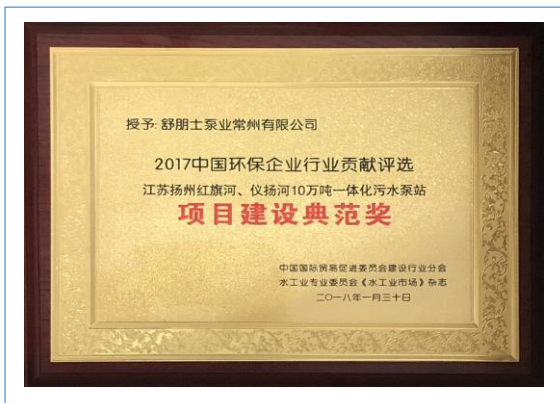 授予: 舒朋士泵业常州有限公司
2017中国环保企业行业贡献评选
江苏扬州红旗河、仪扬河10万吨一体化污水泵站
项目建设典范奖
中国国际贸易促进委员会建设行业分会
水工业专业委员会《水工业市场》杂志
二〇一八年一月三十日